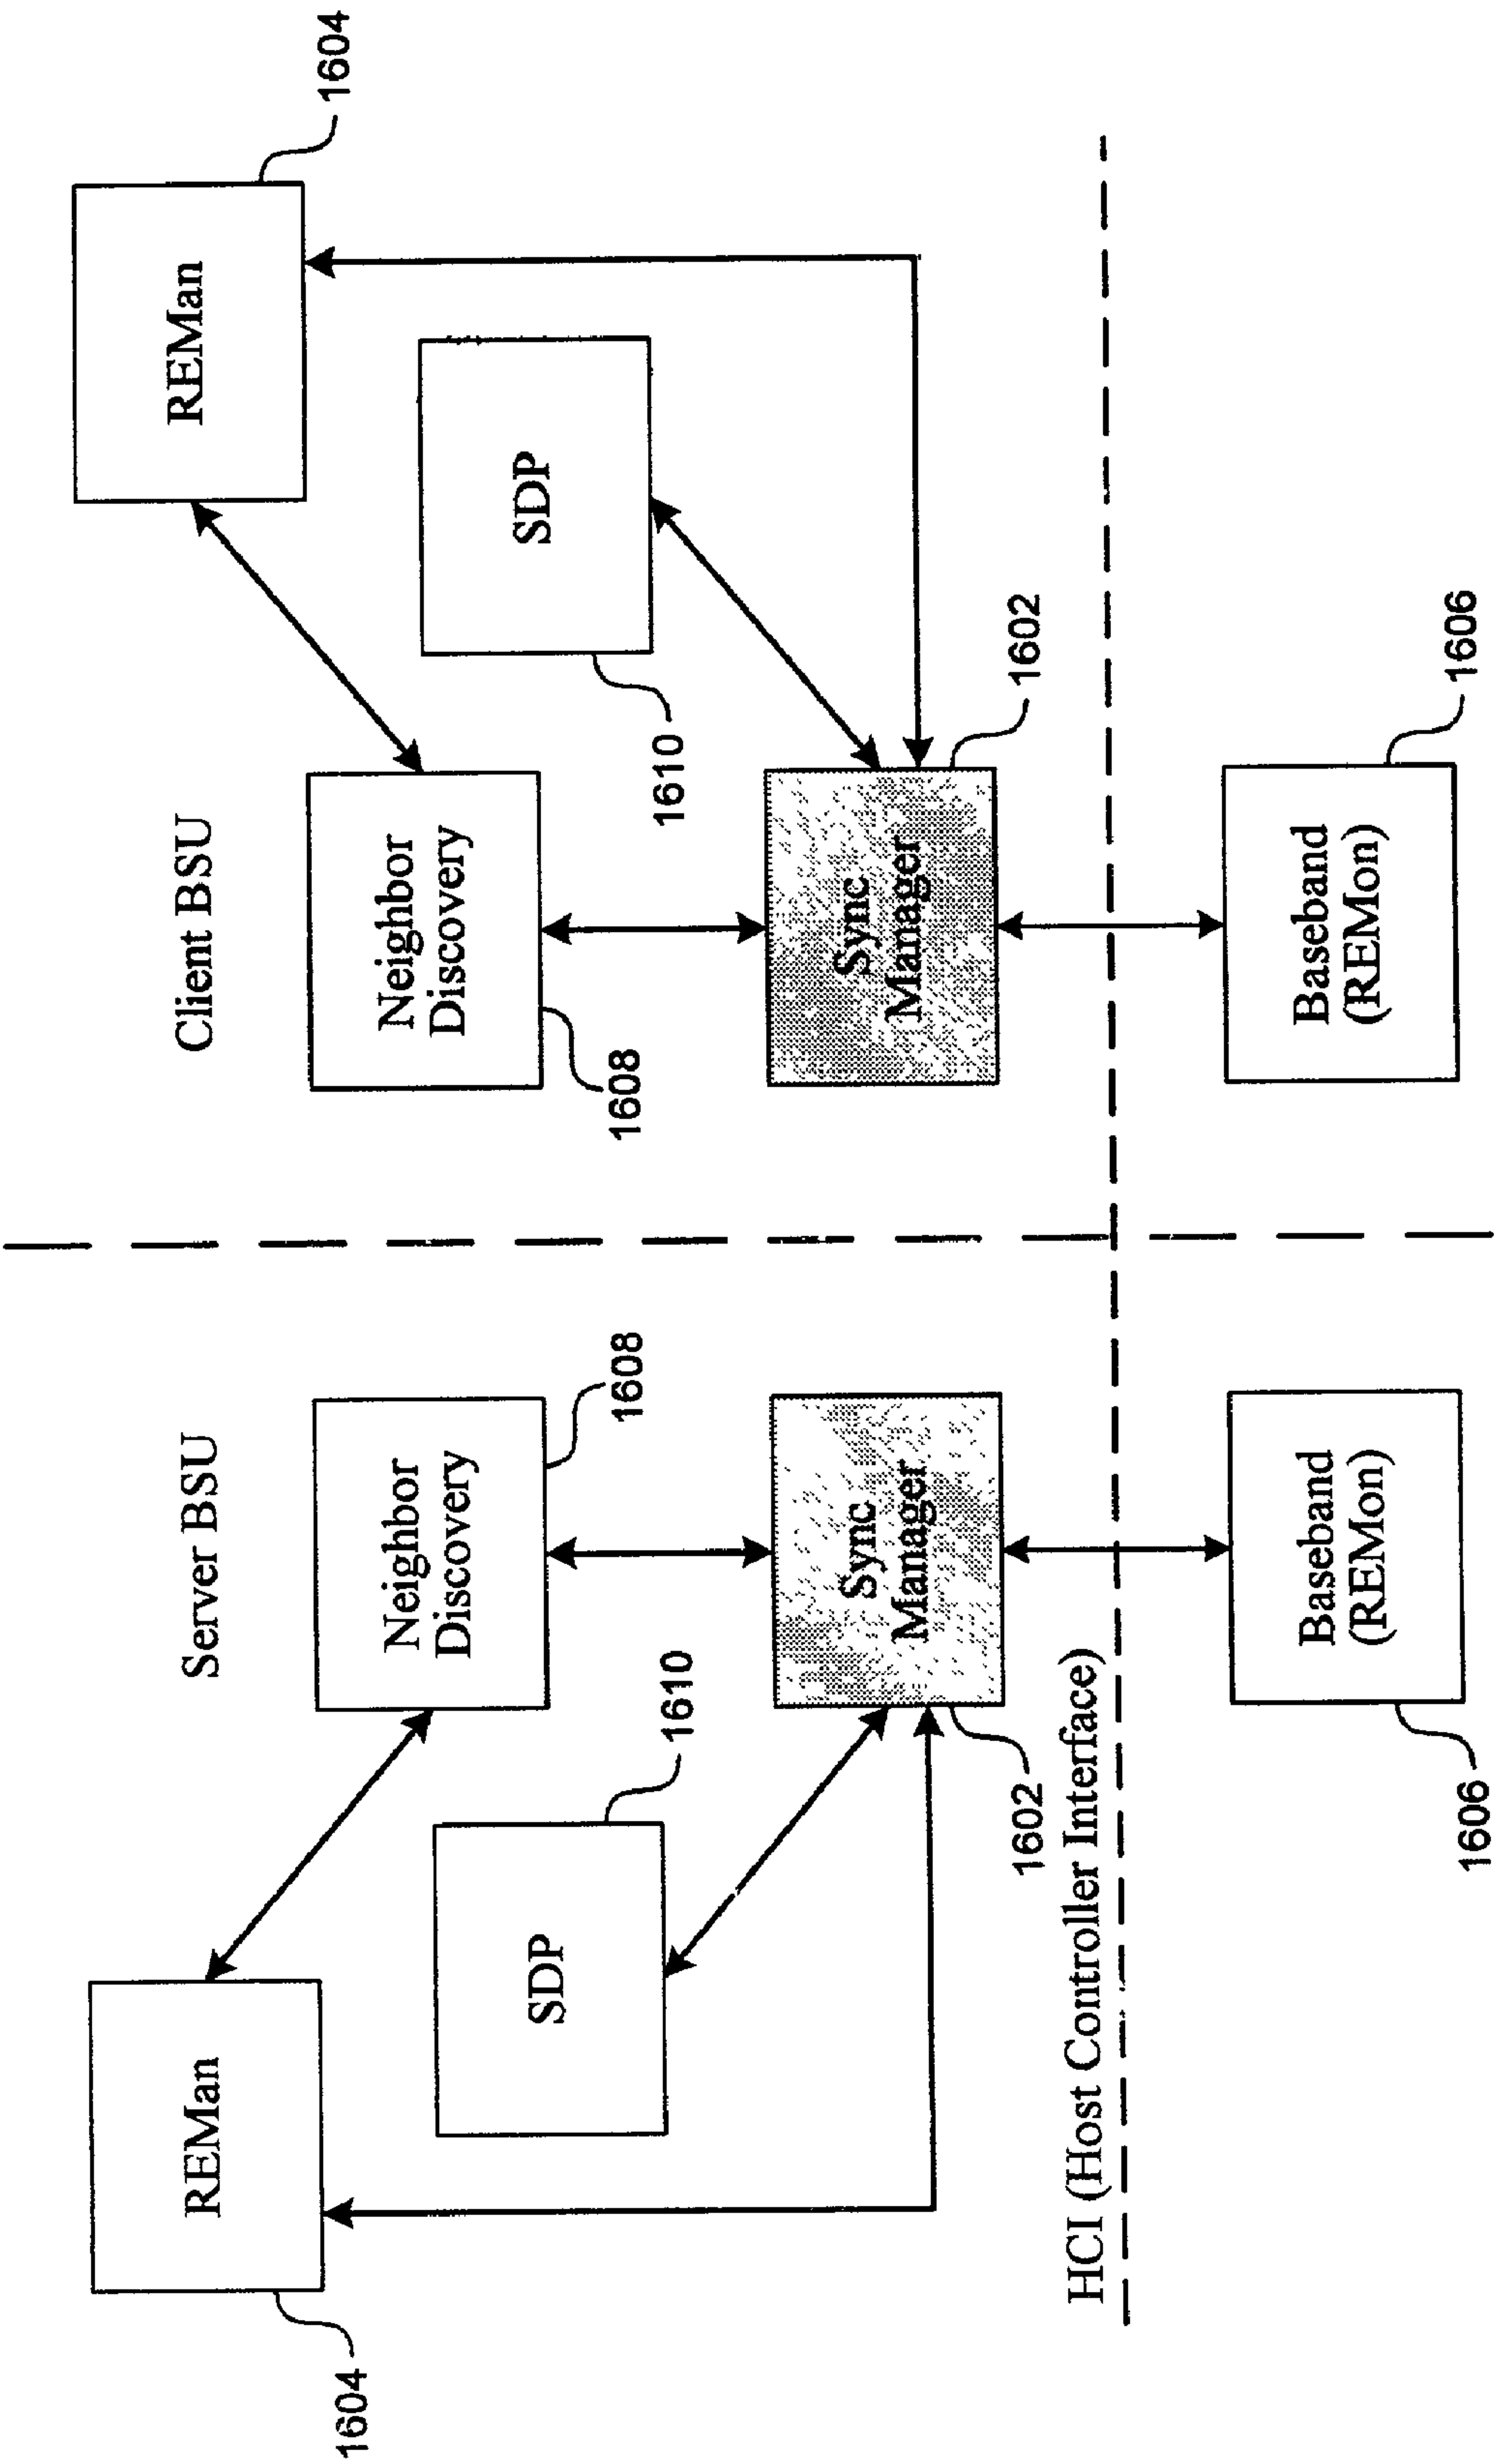 Server BSU
Client BSU
REMan
1604
Neighbor
Discovery
1608
SDP
1610
Sync
Manager
1602
HCI (Host Controller Interface)
Baseband
(REMon)
1606
Neighbor
Discovery
1608
REMan
1604
SDP
1610
Sync
Manager
1602
Baseband
(REMon)
1606